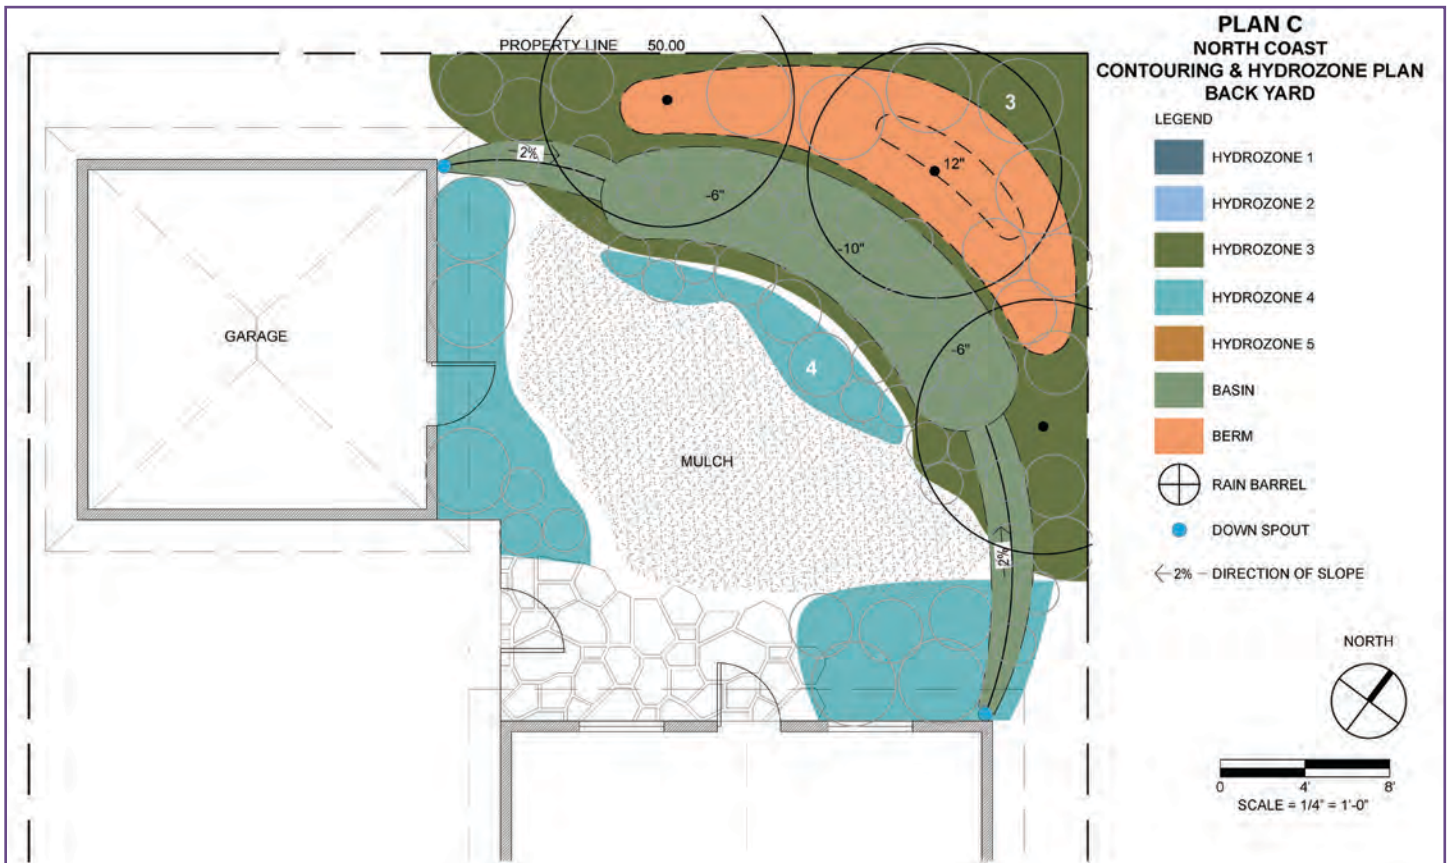 PLAN C
NORTH COAST
CONTOURING & HYDROZONE PLAN
BACK YARD
LEGEND
HYDROZONE 1
HYDROZONE 2
HYDROZONE 3
HYDROZONE 4
HYDROZONE 5
BASIN
BERM
RAIN BARREL
DOWN SPOUT
2% DIRECTION OF SLOPE
NORTH
0 4' 8'
SCALE = 1/4" = 1'-0"
PROPERTY LINE 50.00
3
2%
12"
-6"
-10"
GARAGE
-6"
4
MULCH
2%